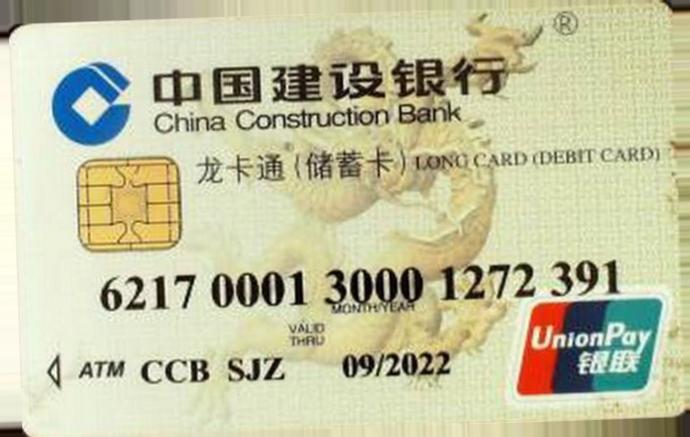 ®
中国建设银行
China Construction Bank
龙卡通(储蓄卡) LONG CARD (DEBIT CARD)
6217 0001 3000 1272 391
MONTH/YEAR
VALID
THRU
ATM CCB SJZ 09/2022
UnionPay
银联